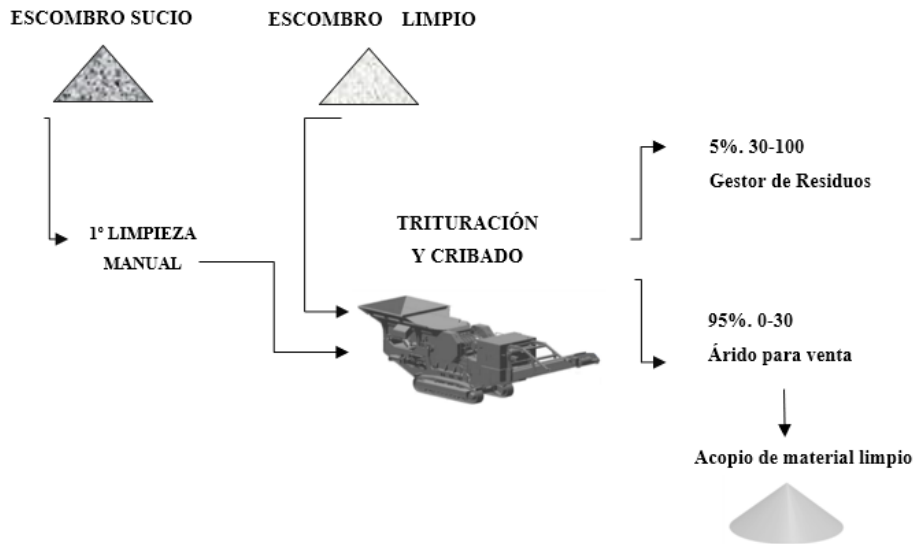 ESCOMBRO SUCIO
ESCOMBRO LIMPIO
1º LIMPIEZA
MANUAL
TRITURACIÓN
Y CRIBADO
5%. 30-100
Gestor de Residuos
95%. 0-30
Árido para venta
Acopio de material limpio